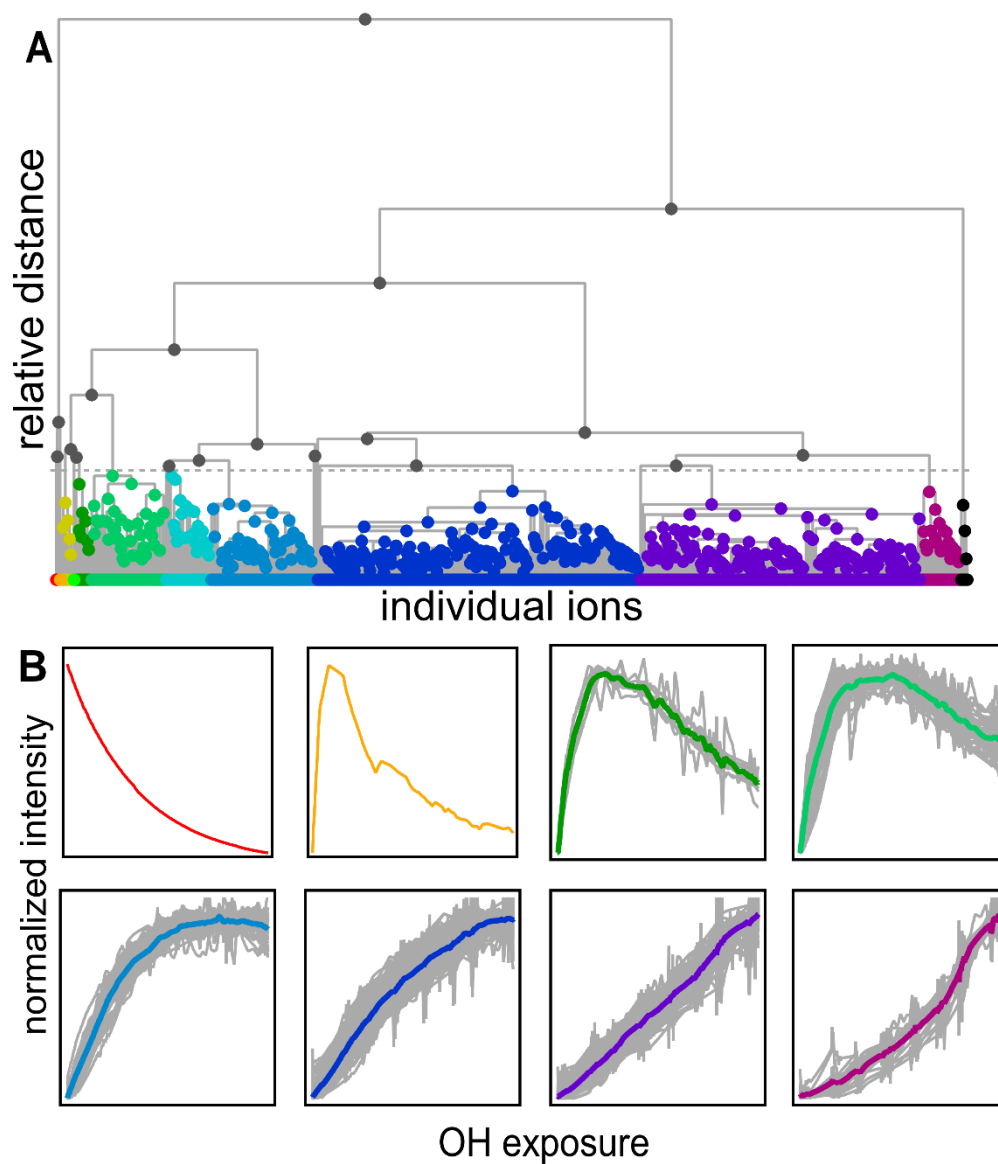 A
relative distance
individual ions
B
normalized intensity
OH exposure